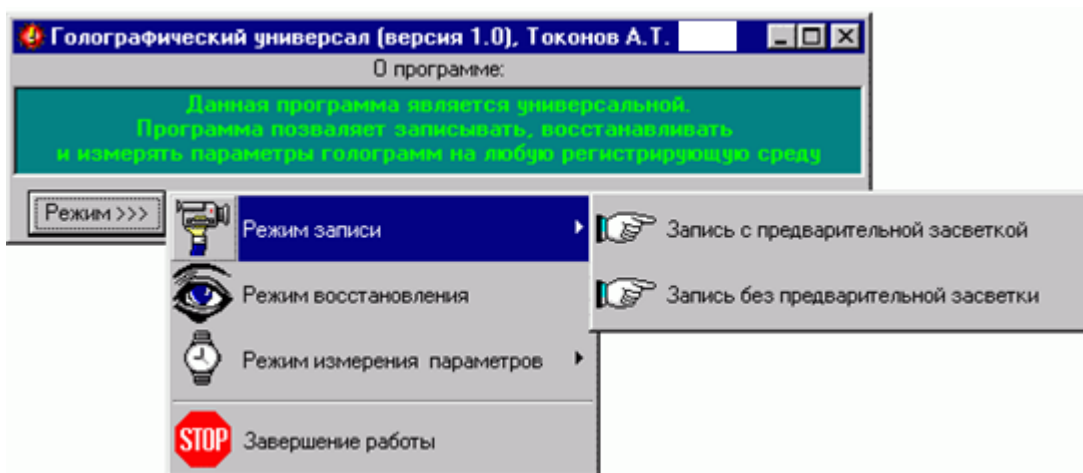 Голографический универсал (версия 1.0), Токонов А.Т.
О программе:
Данная программа является универсальной.
Программа позваляет записывать, восстанавливать
и измерять параметры голограмм на любую регистрирующую среду
Режим >>>
Режим записи
Запись с предварительной засветкой
Режим восстановления
Запись без предварительной засветки
Режим измерения параметров
STOP
Завершение работы